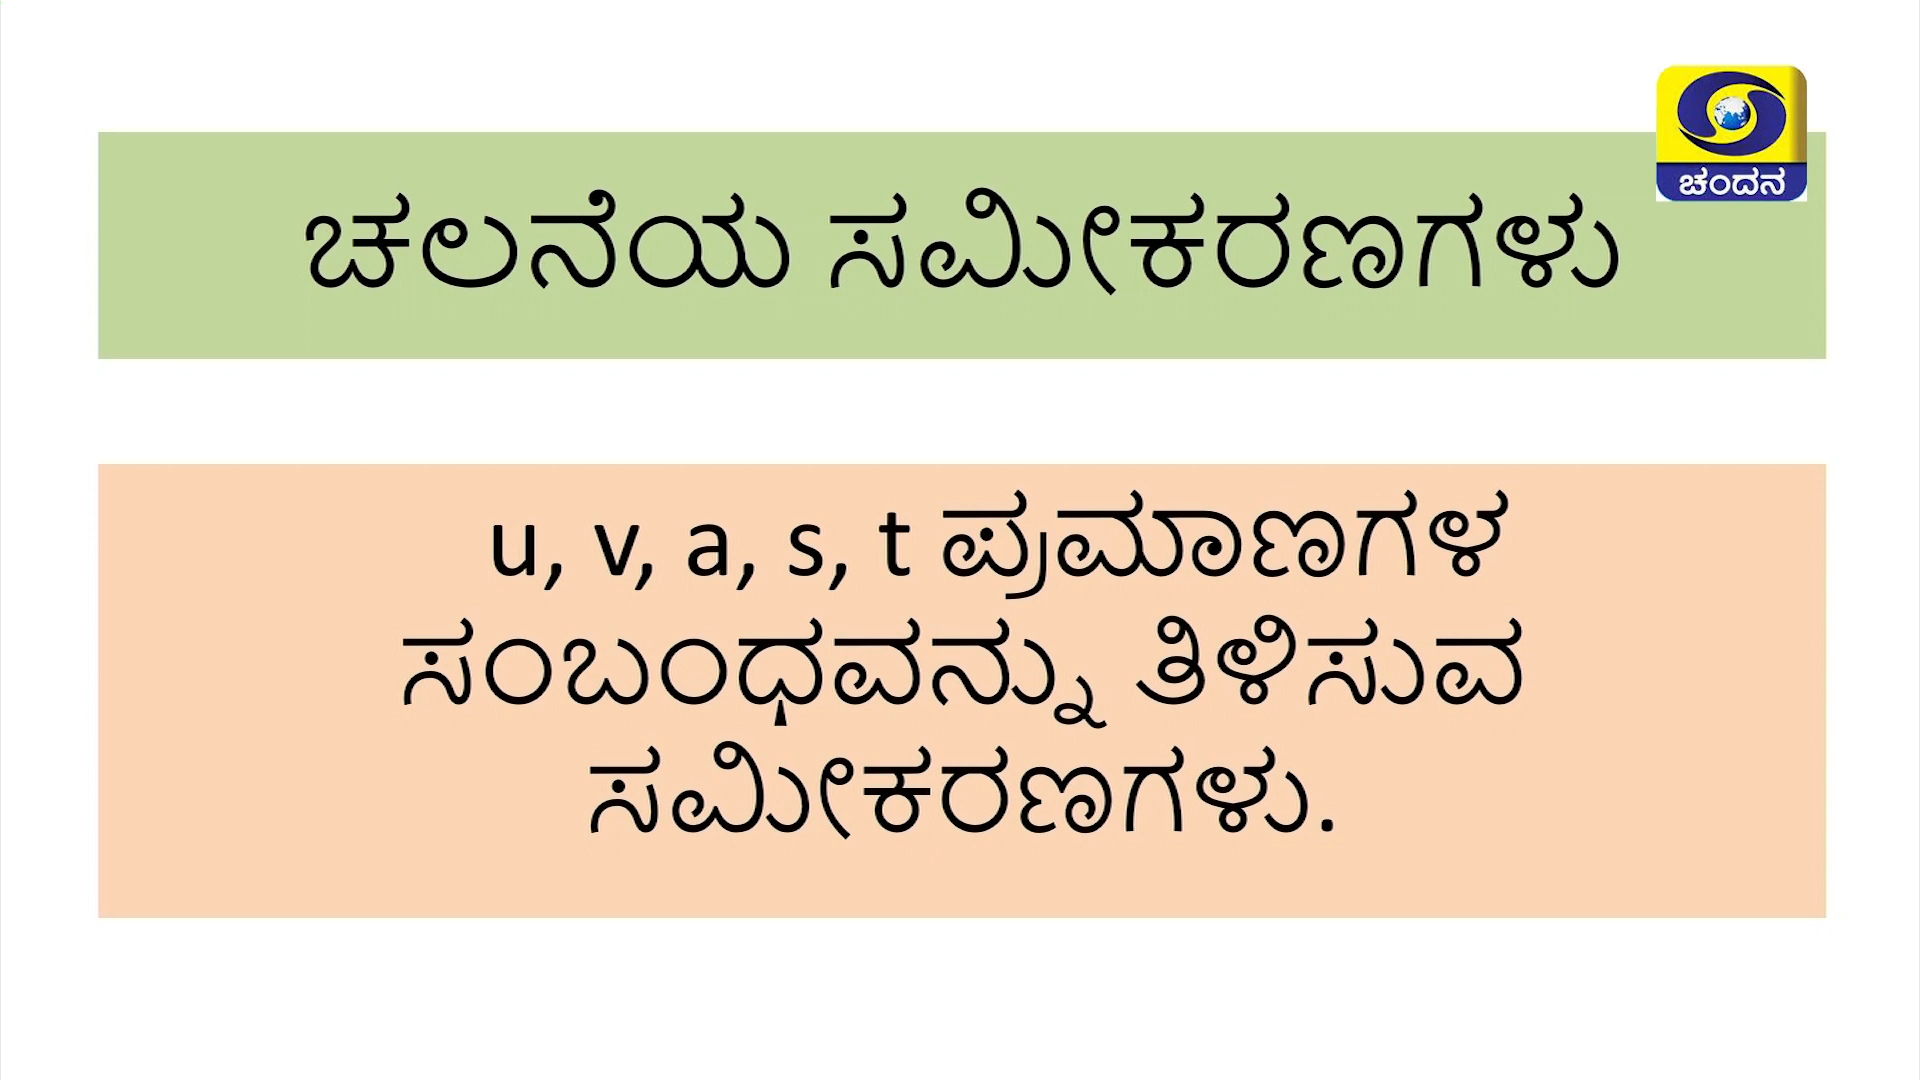 ಚಂದನ
ಚಲನೆಯ ಸಮೀಕರಣಗಳು
u, v, a, s, t ಪ್ರಮಾಣಗಳ
ಸಂಬಂಧವನ್ನು ತಿಳಿಸುವ
ಸಮೀಕರಣಗಳು.